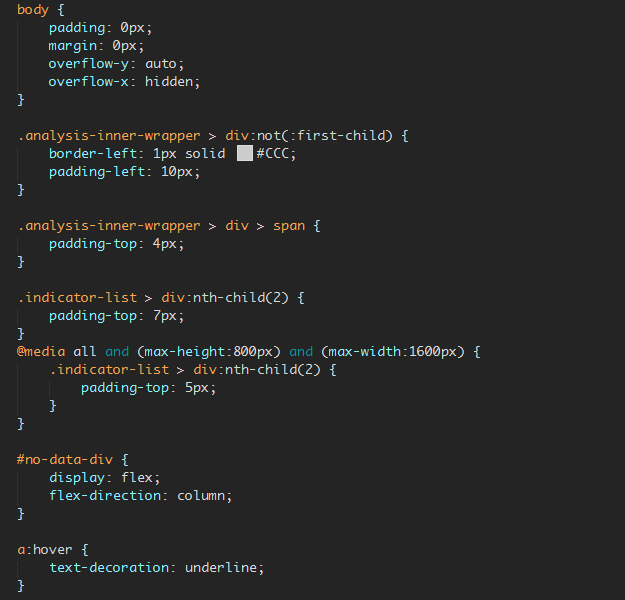 body {
    padding: 0px;
    margin: 0px;
    overflow-y: auto;
    overflow-x: hidden;
}

.analysis-inner-wrapper > div:not(:first-child) {
    border-left: 1px solid #CCC;
    padding-left: 10px;
}

.analysis-inner-wrapper > div > span {
    padding-top: 4px;
}

.indicator-list > div:nth-child(2) {
    padding-top: 7px;
}
@media all and (max-height:800px) and (max-width:1600px) {
    .indicator-list > div:nth-child(2) {
        padding-top: 5px;
    }
}

#no-data-div {
    display: flex;
    flex-direction: column;
}

a:hover {
    text-decoration: underline;
}